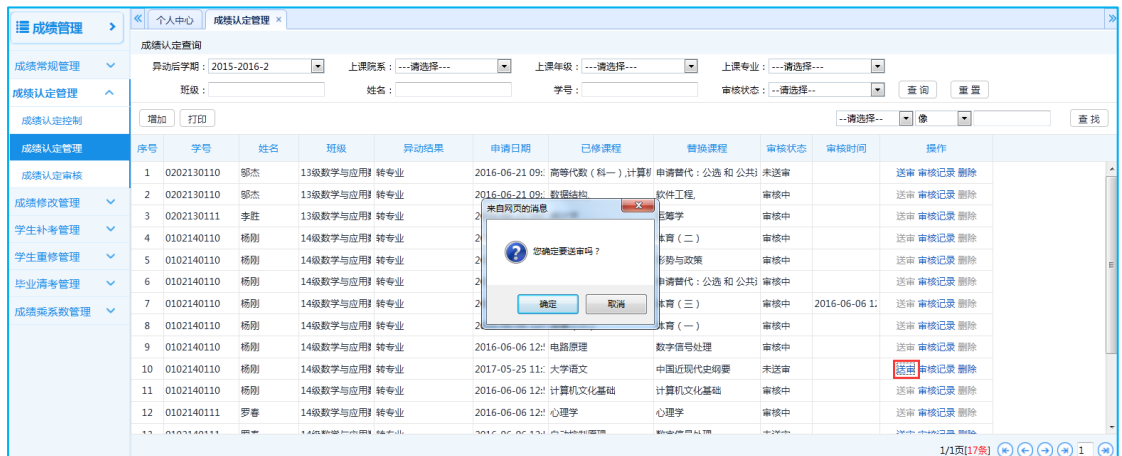 成绩管理
个人中心 成绩认定管理 ×
成绩认定查询
成绩常规管理
成绩认定管理
成绩认定控制
成绩认定管理
成绩认定审核
成绩修改管理
学生补考管理
学生重修管理
毕业清考管理
成绩乘系数管理
异动后学期： 2015-2016-2 上课院系： ---请选择--- 上课年级： ---请选择--- 上课专业： ---请选择---
班级： 姓名： 学号： 审核状态： --请选择-- 查 询 重 置
增加 打印 --请选择-- 像 查 找
序号 学号 姓名 班级 异动结果 申请日期 已修课程 替换课程 审核状态 审核时间 操作
1 0202130110 邬杰 13级数学与应用 转专业 2016-06-21 09: 高等代数（科一）,计算机 申请替代：公选 和 公共 未送审 送审 审核记录 删除
2 0202130110 邬杰 13级数学与应用 转专业 2016-06-21 09: 数据结构, 软件工程, 审核中 送审 审核记录 删除
3 0202130111 李胜 13级数学与应用 转专业 运筹学 审核中 送审 审核记录 删除
4 0102140110 杨刚 14级数学与应用 转专业 体育（二） 审核中 送审 审核记录 删除
5 0102140110 杨刚 14级数学与应用 转专业 形势与政策 审核中 送审 审核记录 删除
6 0102140110 杨刚 14级数学与应用 转专业 申请替代：公选 和 公共 审核中 送审 审核记录 删除
7 0102140110 杨刚 14级数学与应用 转专业 体育（三） 审核中 2016-06-06 1 送审 审核记录 删除
8 0102140110 杨刚 14级数学与应用 转专业 体育（一） 审核中 送审 审核记录 删除
9 0102140110 杨刚 14级数学与应用 转专业 2016-06-06 12: 电路原理 数字信号处理 审核中 送审 审核记录 删除
10 0102140110 杨刚 14级数学与应用 转专业 2017-05-25 11: 大学语文 中国近现代史纲要 未送审 送审 审核记录 删除
11 0102140110 杨刚 14级数学与应用 转专业 2016-06-06 12: 计算机文化基础 计算机文化基础 审核中 送审 审核记录 删除
12 0102140111 罗春 14级数学与应用 转专业 2016-06-06 12: 心理学 心理学 审核中 送审 审核记录 删除
来自网页的消息
您确定要送审吗？
确定 取消
1/1页[17条] 1